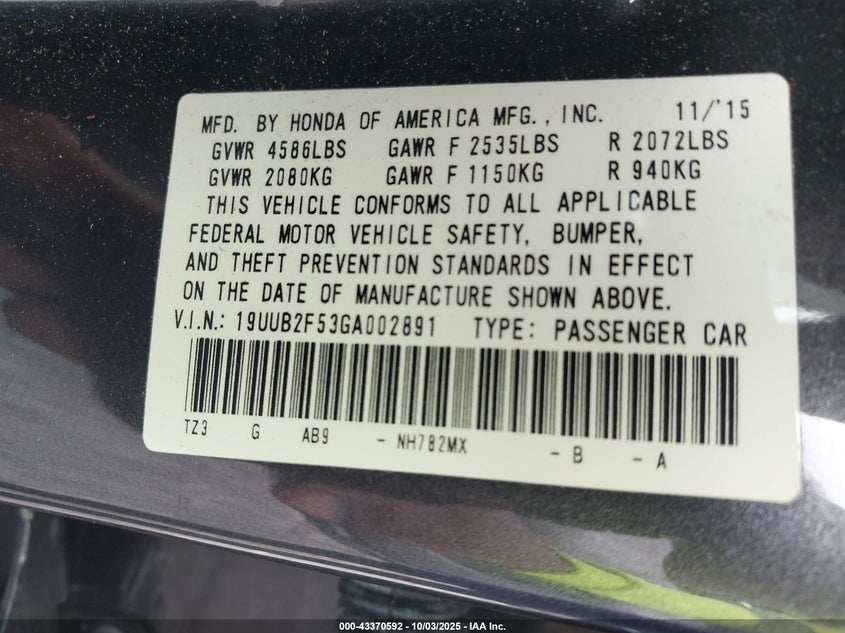 MFD. BY HONDA OF AMERICA MFG., INC. 11/'15
GVWR 4586LBS GAWR F 2535LBS R 2072LBS
GVWR 2080KG GAWR F 1150KG R 940KG
THIS VEHICLE CONFORMS TO ALL APPLICABLE
FEDERAL MOTOR VEHICLE SAFETY, BUMPER,
AND THEFT PREVENTION STANDARDS IN EFFECT
ON THE DATE OF MANUFACTURE SHOWN ABOVE.
V.I.N.: 19UUB2F53GA002891 TYPE: PASSENGER CAR
TZ3 G AB9 - NH782MX - B - A
000-43370592 - 10/03/2025 - IAA Inc.